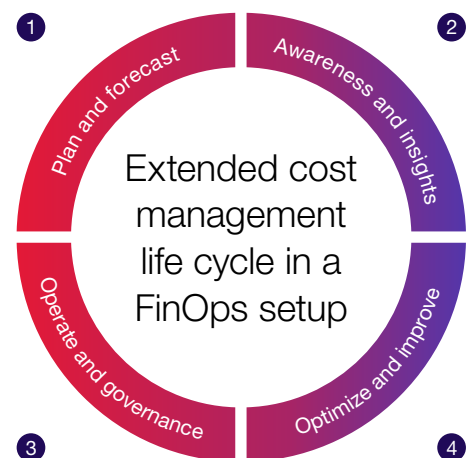 1
Plan and forecast
2
Awareness and insights
Extended cost
management
life cycle in a
FinOps setup
3
Operate and governance
4
Optimize and improve